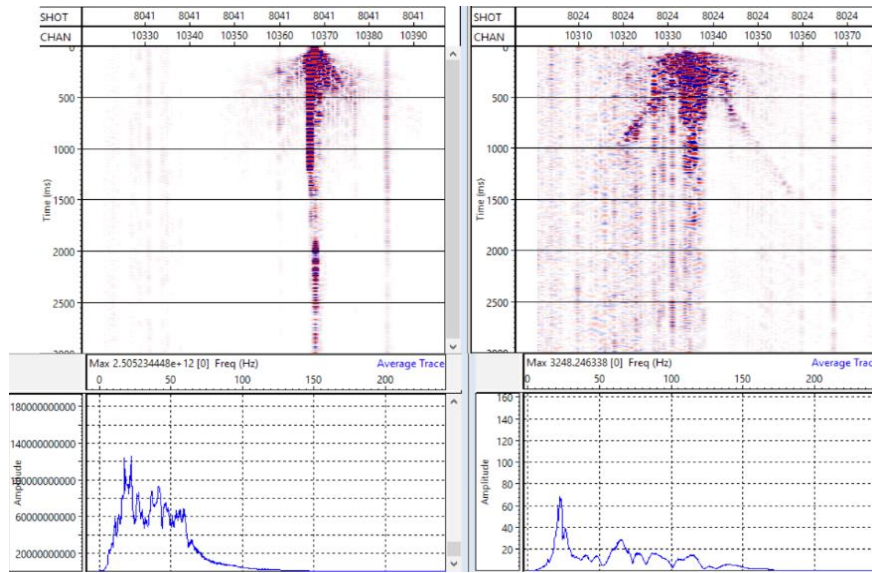 SHOT 8041 8041 8041 8041 8041 8041 8041
CHAN 10330 10340 10350 10360 10370 10380 10390
0
500
1000
1500
2000
2500
Time (ms)
Max 2.505234448e+12 [0] Freq (Hz) Average Trace
0 50 100 150 200
180000000000
140000000000
100000000000
60000000000
20000000000
Amplitude
SHOT 8024 8024 8024 8024 8024 8024 8024
CHAN 10310 10320 10330 10340 10350 10360 10370
0
500
1000
1500
2000
2500
3000
Time (ms)
Max 3248.246338 [0] Freq (Hz) Average Trace
0 50 100 150 200
160
140
120
100
80
60
40
20
Amplitude